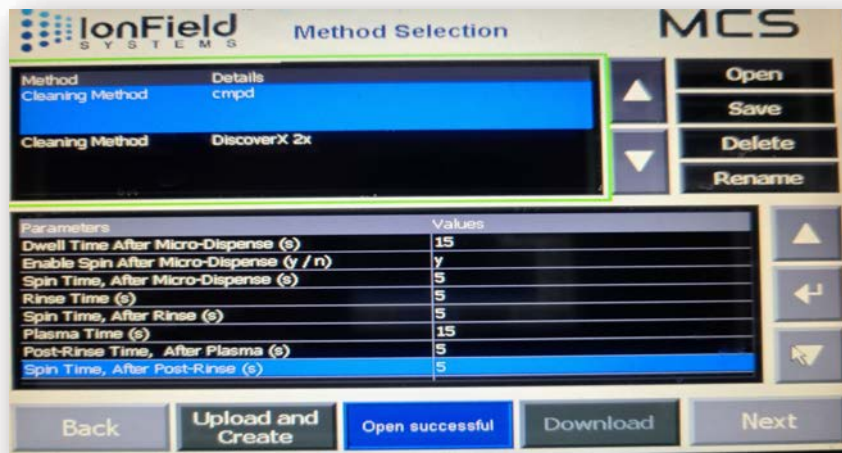 IonField
SYSTEMS
Method Selection
MCS
Method Details
Cleaning Method cmpd
Cleaning Method DiscoverX 2x
Open
Save
Delete
Rename
Parameters Values
Dwell Time After Micro-Dispense (s) 15
Enable Spin After Micro-Dispense (y / n) y
Spin Time, After Micro-Dispense (s) 5
Rinse Time (s) 5
Spin Time, After Rinse (s) 5
Plasma Time (s) 15
Post-Rinse Time, After Plasma (s) 5
Spin Time, After Post-Rinse (s) 5
Back
Upload and
Create
Open successful
Download
Next